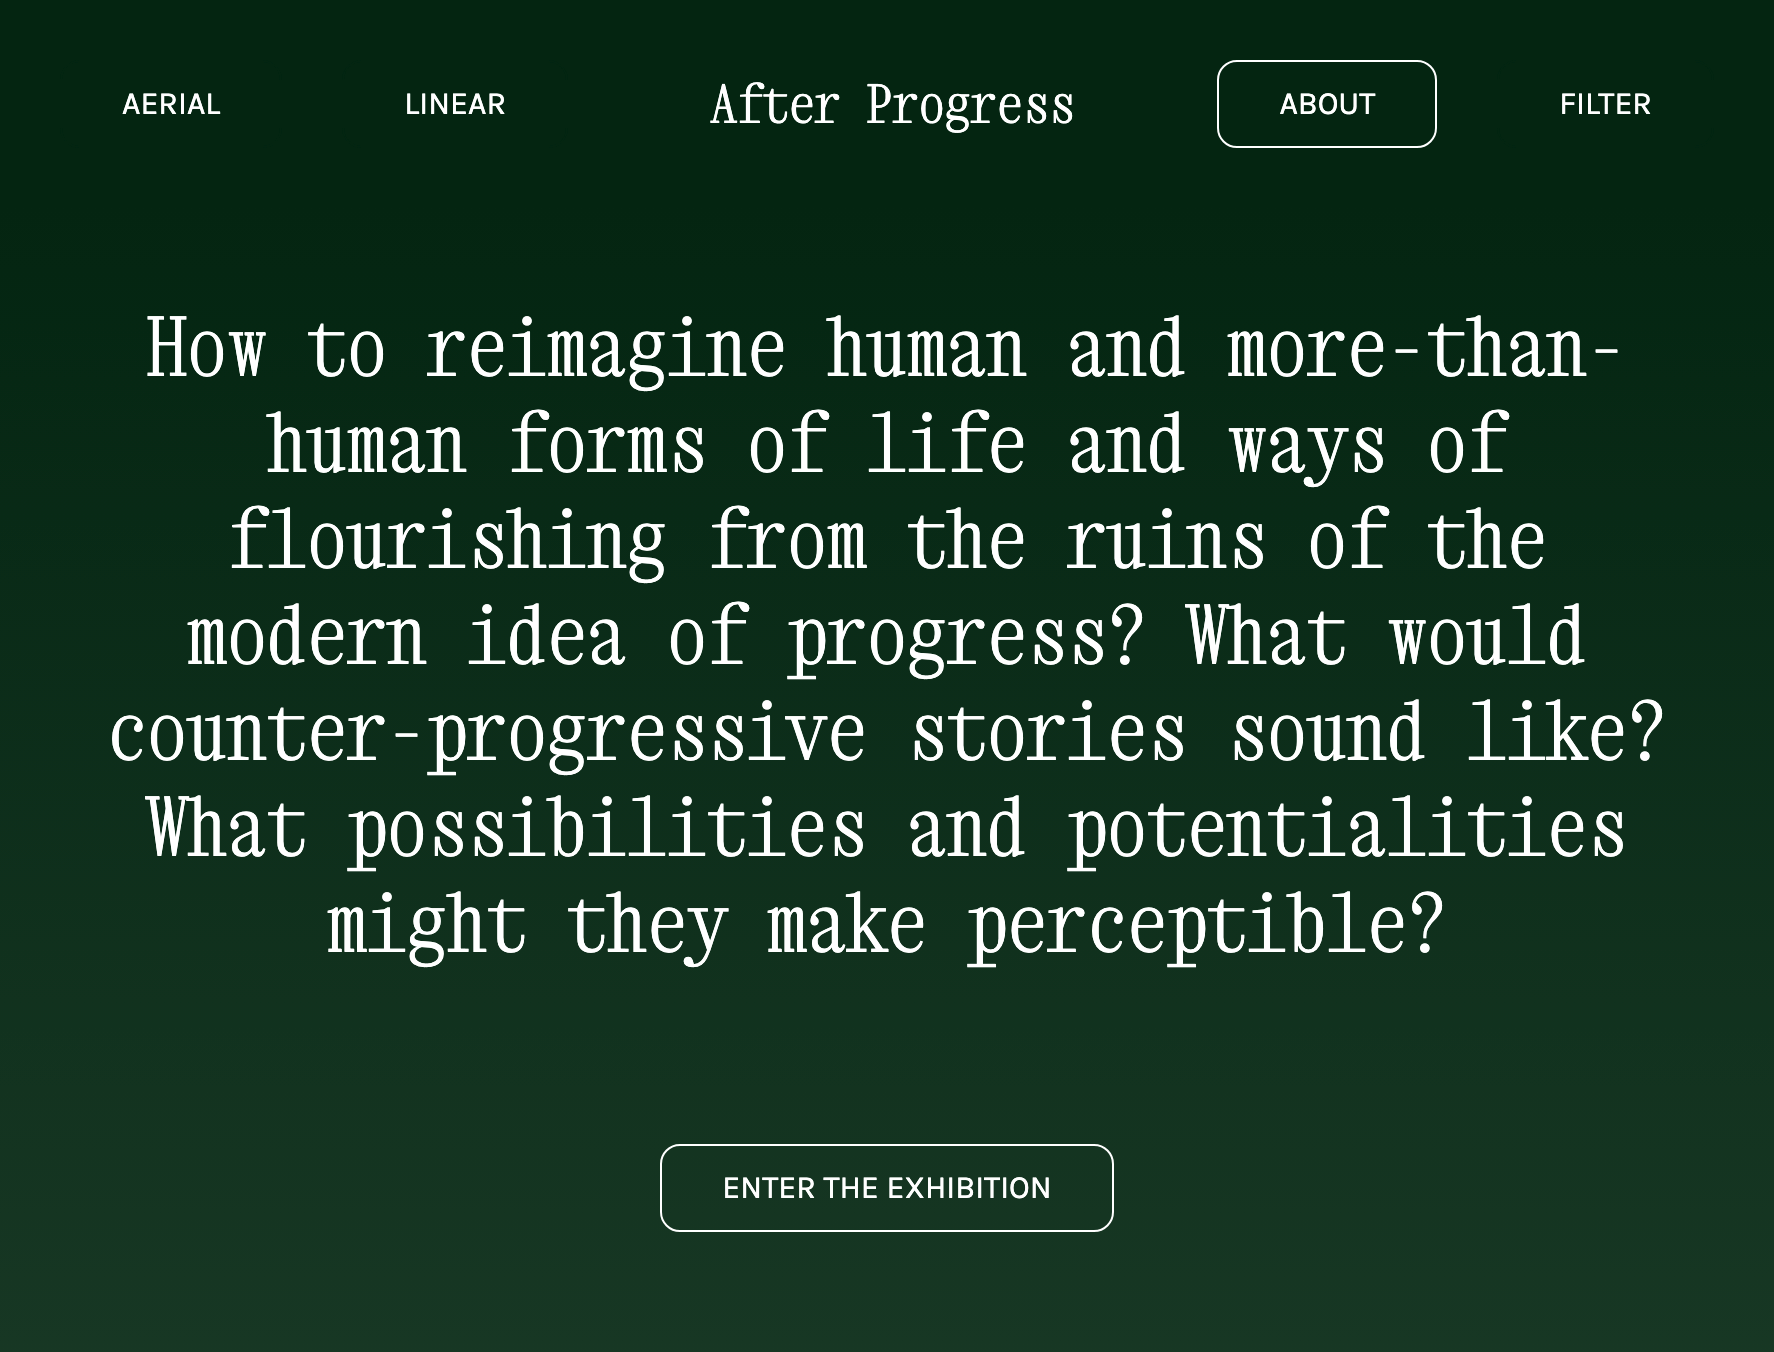 AERIAL LINEAR After Progress ABOUT FILTER
How to reimagine human and more-than-
human forms of life and ways of
flourishing from the ruins of the
modern idea of progress? What would
counter-progressive stories sound like?
What possibilities and potentialities
might they make perceptible?
ENTER THE EXHIBITION